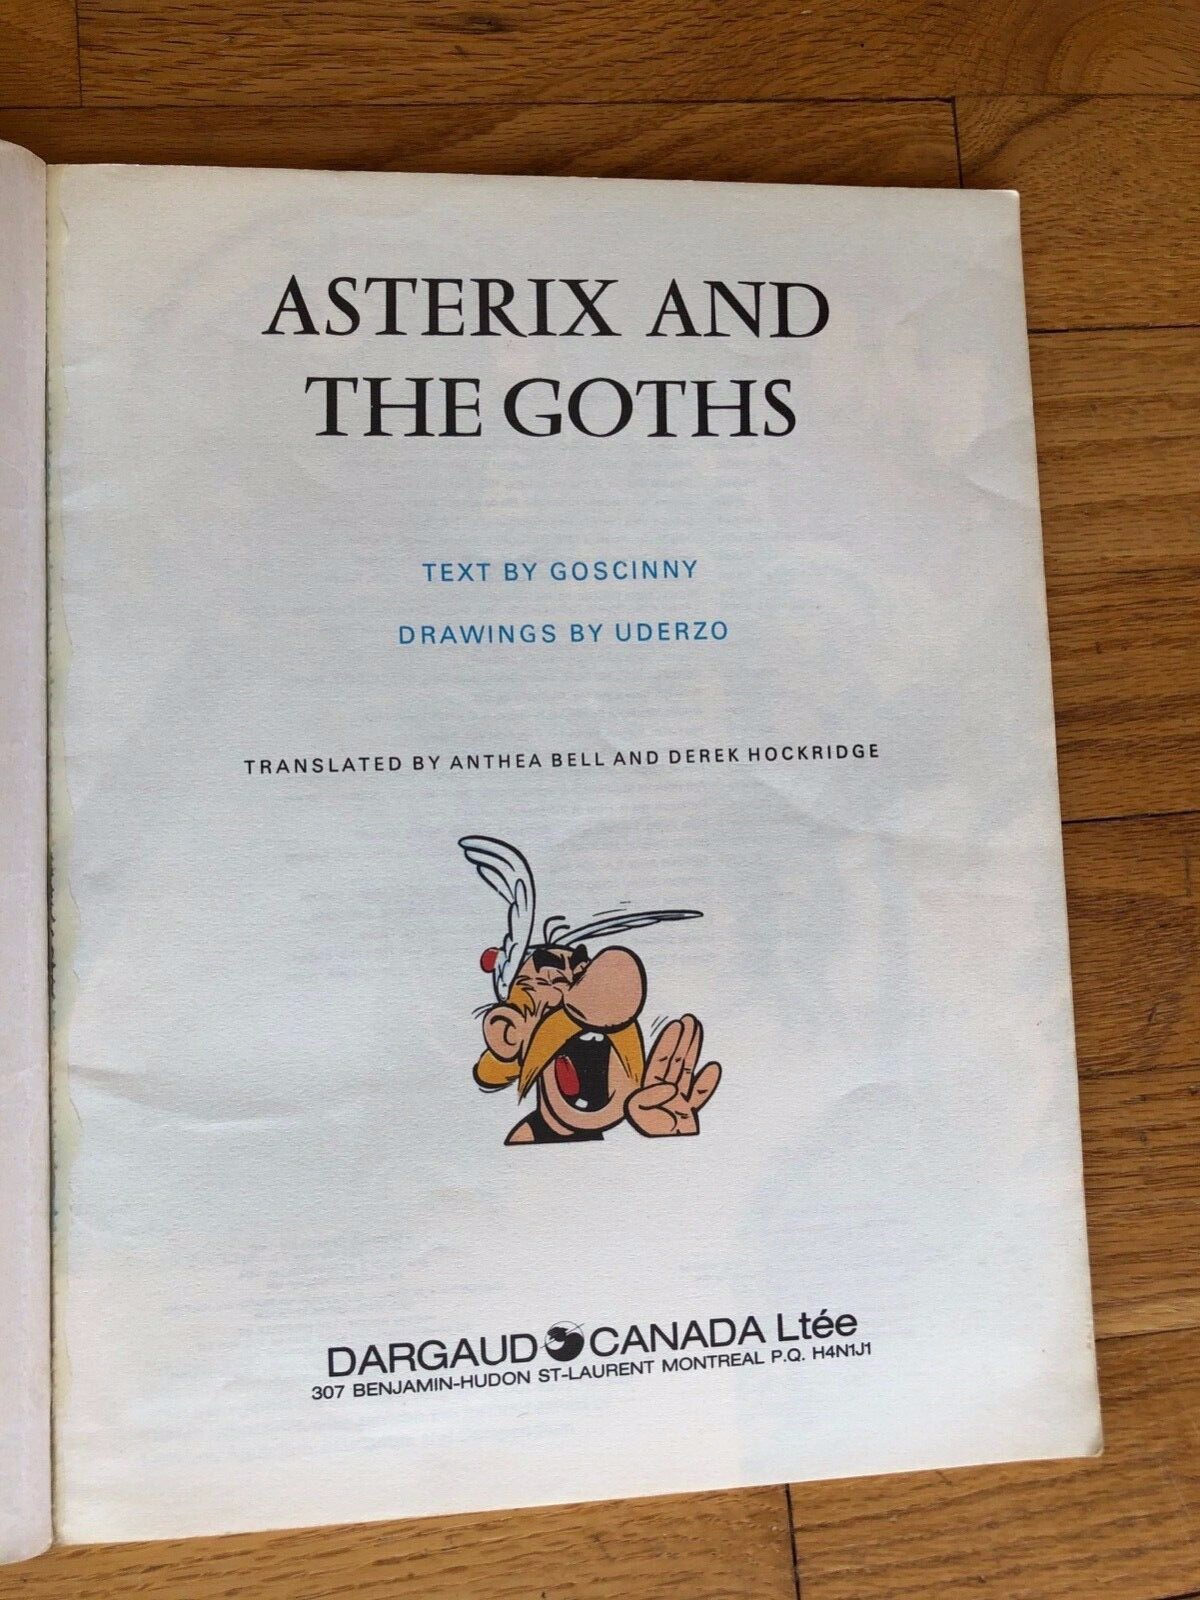 ASTERIX AND
THE GOTHS
TEXT BY GOSCINNY
DRAWINGS BY UDERZO
TRANSLATED BY ANTHEA BELL AND DEREK HOCKRIDGE
DARGAUD CANADA Ltée
307 BENJAMIN-HUDON ST-LAURENT MONTREAL P.Q. H4N1J1